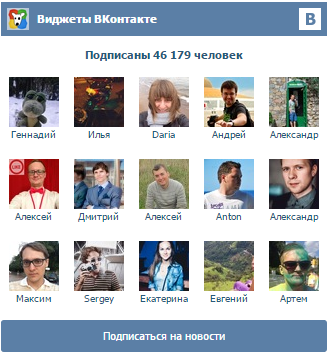 Виджеты ВКонтакте
B
Подписаны 46 179 человек
Геннадий Илья Daria Андрей Александр
Алексей Дмитрий Алексей Anton Александр
Максим Sergey Екатерина Евгений Артем
Подписаться на новости